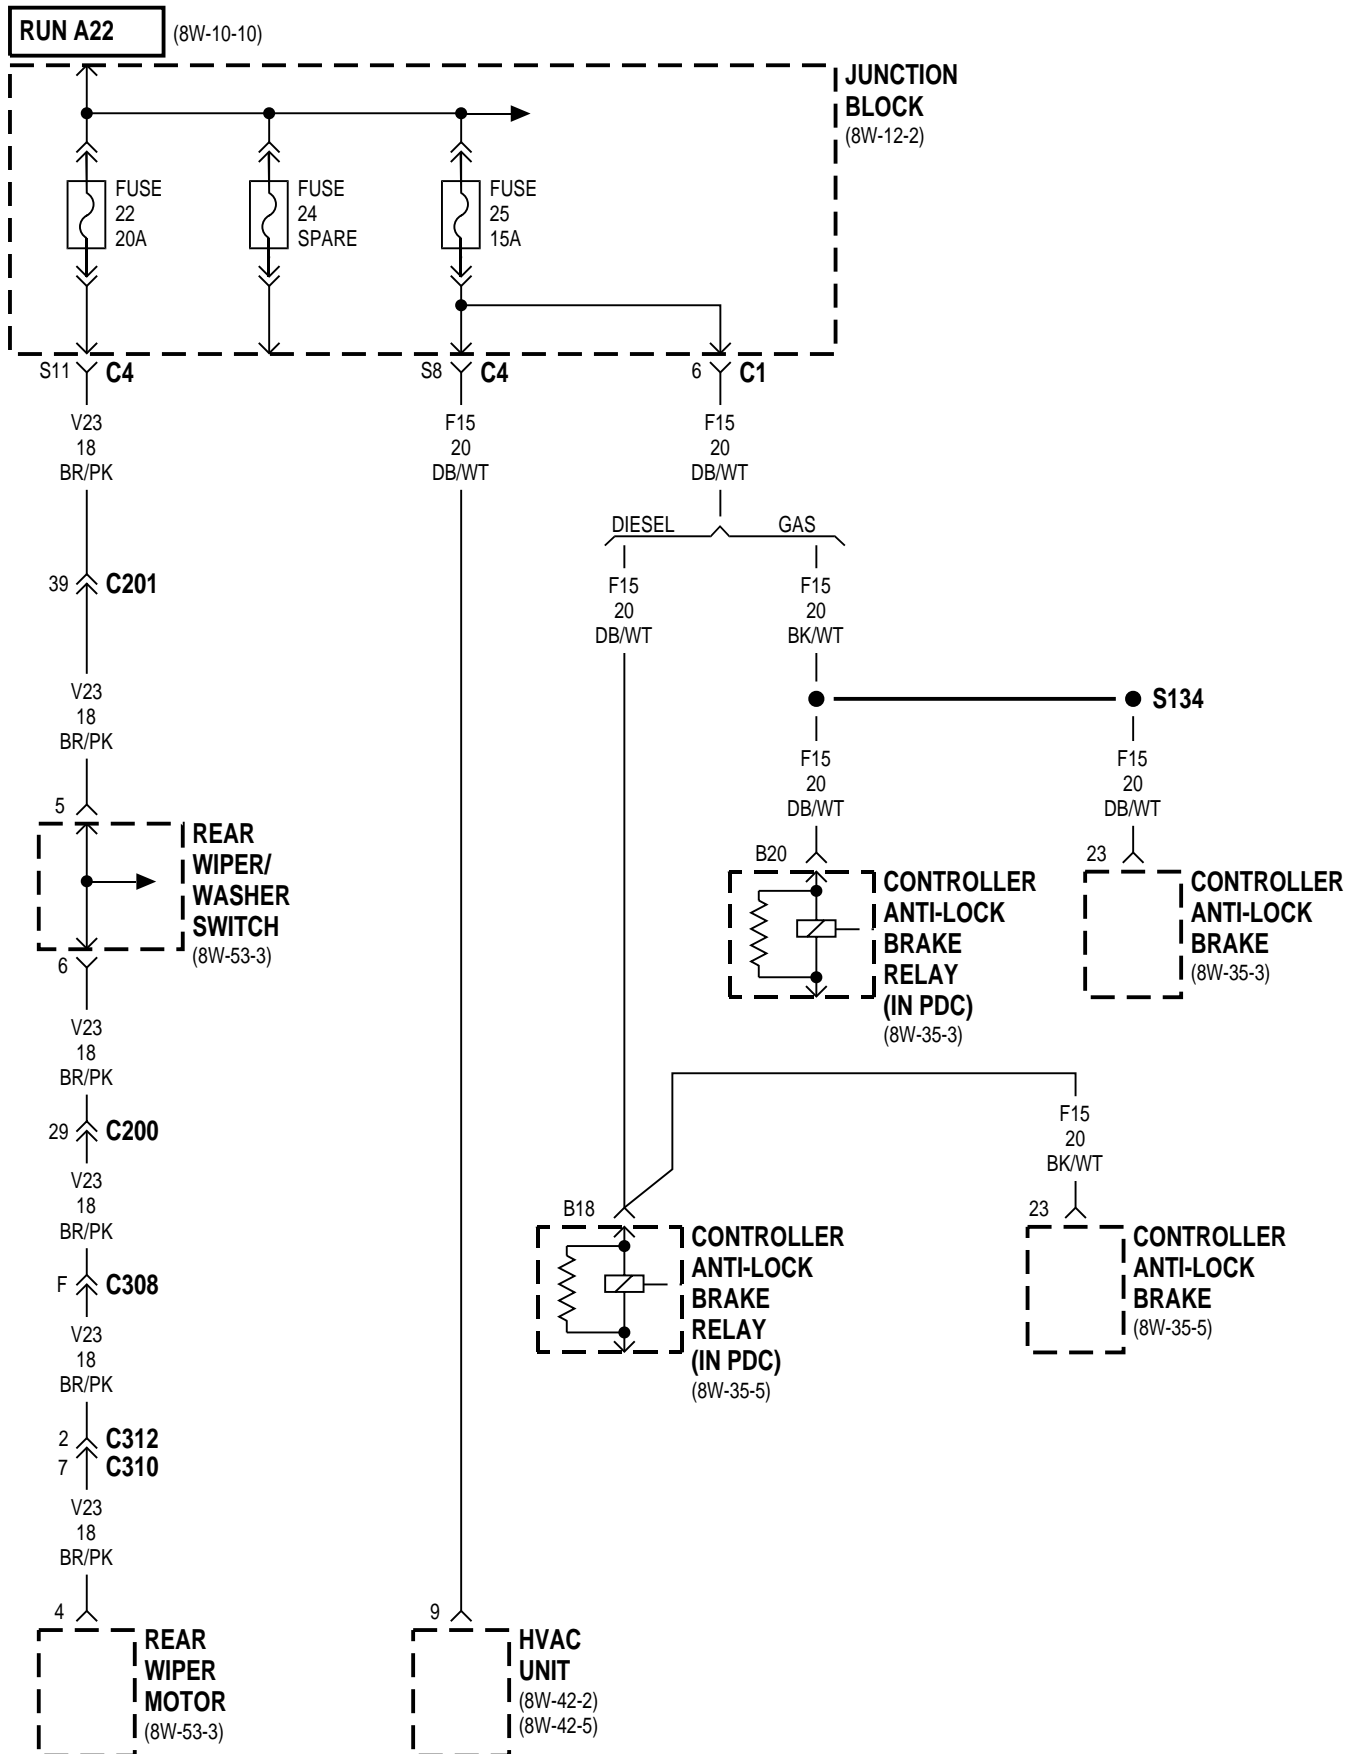 RUN A22
(8W-10-10)
JUNCTION
BLOCK
(8W-12-2)
FUSE
22
20A
FUSE
24
SPARE
FUSE
25
15A
S11
C4
S8
C4
6
C1
V23
18
BR/PK
F15
20
DB/WT
F15
20
DB/WT
DIESEL
GAS
39
C201
F15
20
DB/WT
F15
20
BK/WT
V23
18
BR/PK
S134
F15
20
DB/WT
F15
20
DB/WT
5
REAR
WIPER/
WASHER
SWITCH
(8W-53-3)
6
B20
CONTROLLER
ANTI-LOCK
BRAKE
RELAY
(IN PDC)
(8W-35-3)
23
CONTROLLER
ANTI-LOCK
BRAKE
(8W-35-3)
V23
18
BR/PK
29
C200
F15
20
BK/WT
V23
18
BR/PK
B18
CONTROLLER
ANTI-LOCK
BRAKE
RELAY
(IN PDC)
(8W-35-5)
23
CONTROLLER
ANTI-LOCK
BRAKE
(8W-35-5)
F
C308
V23
18
BR/PK
2
C312
7
C310
V23
18
BR/PK
4
REAR
WIPER
MOTOR
(8W-53-3)
9
HVAC
UNIT
(8W-42-2)
(8W-42-5)